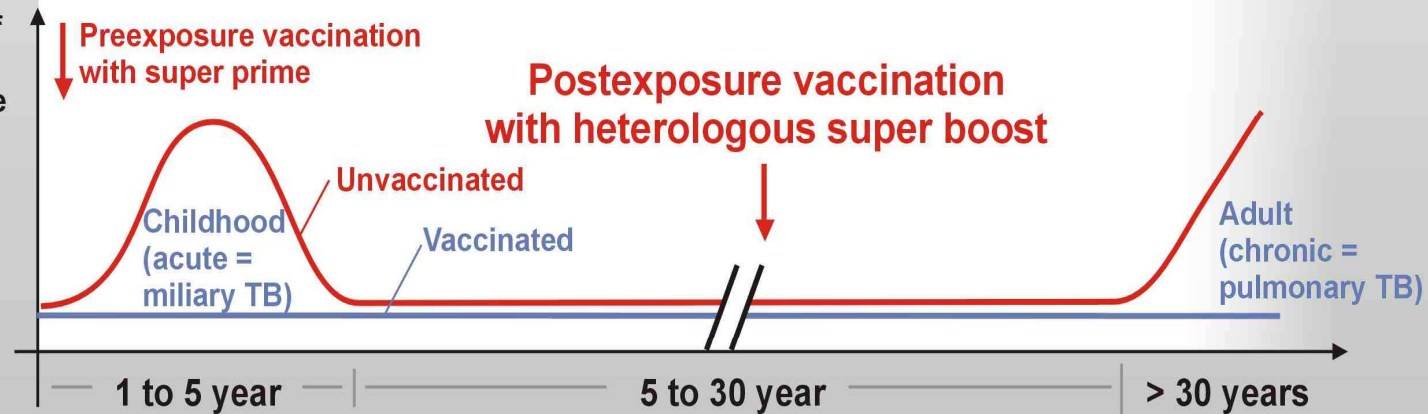 Preexposure vaccination
with super prime
Postexposure vaccination
with heterologous super boost
Unvaccinated
Vaccinated
Childhood
(acute =
miliary TB)
Adult
(chronic =
pulmonary TB)
1 to 5 year
5 to 30 year
> 30 years